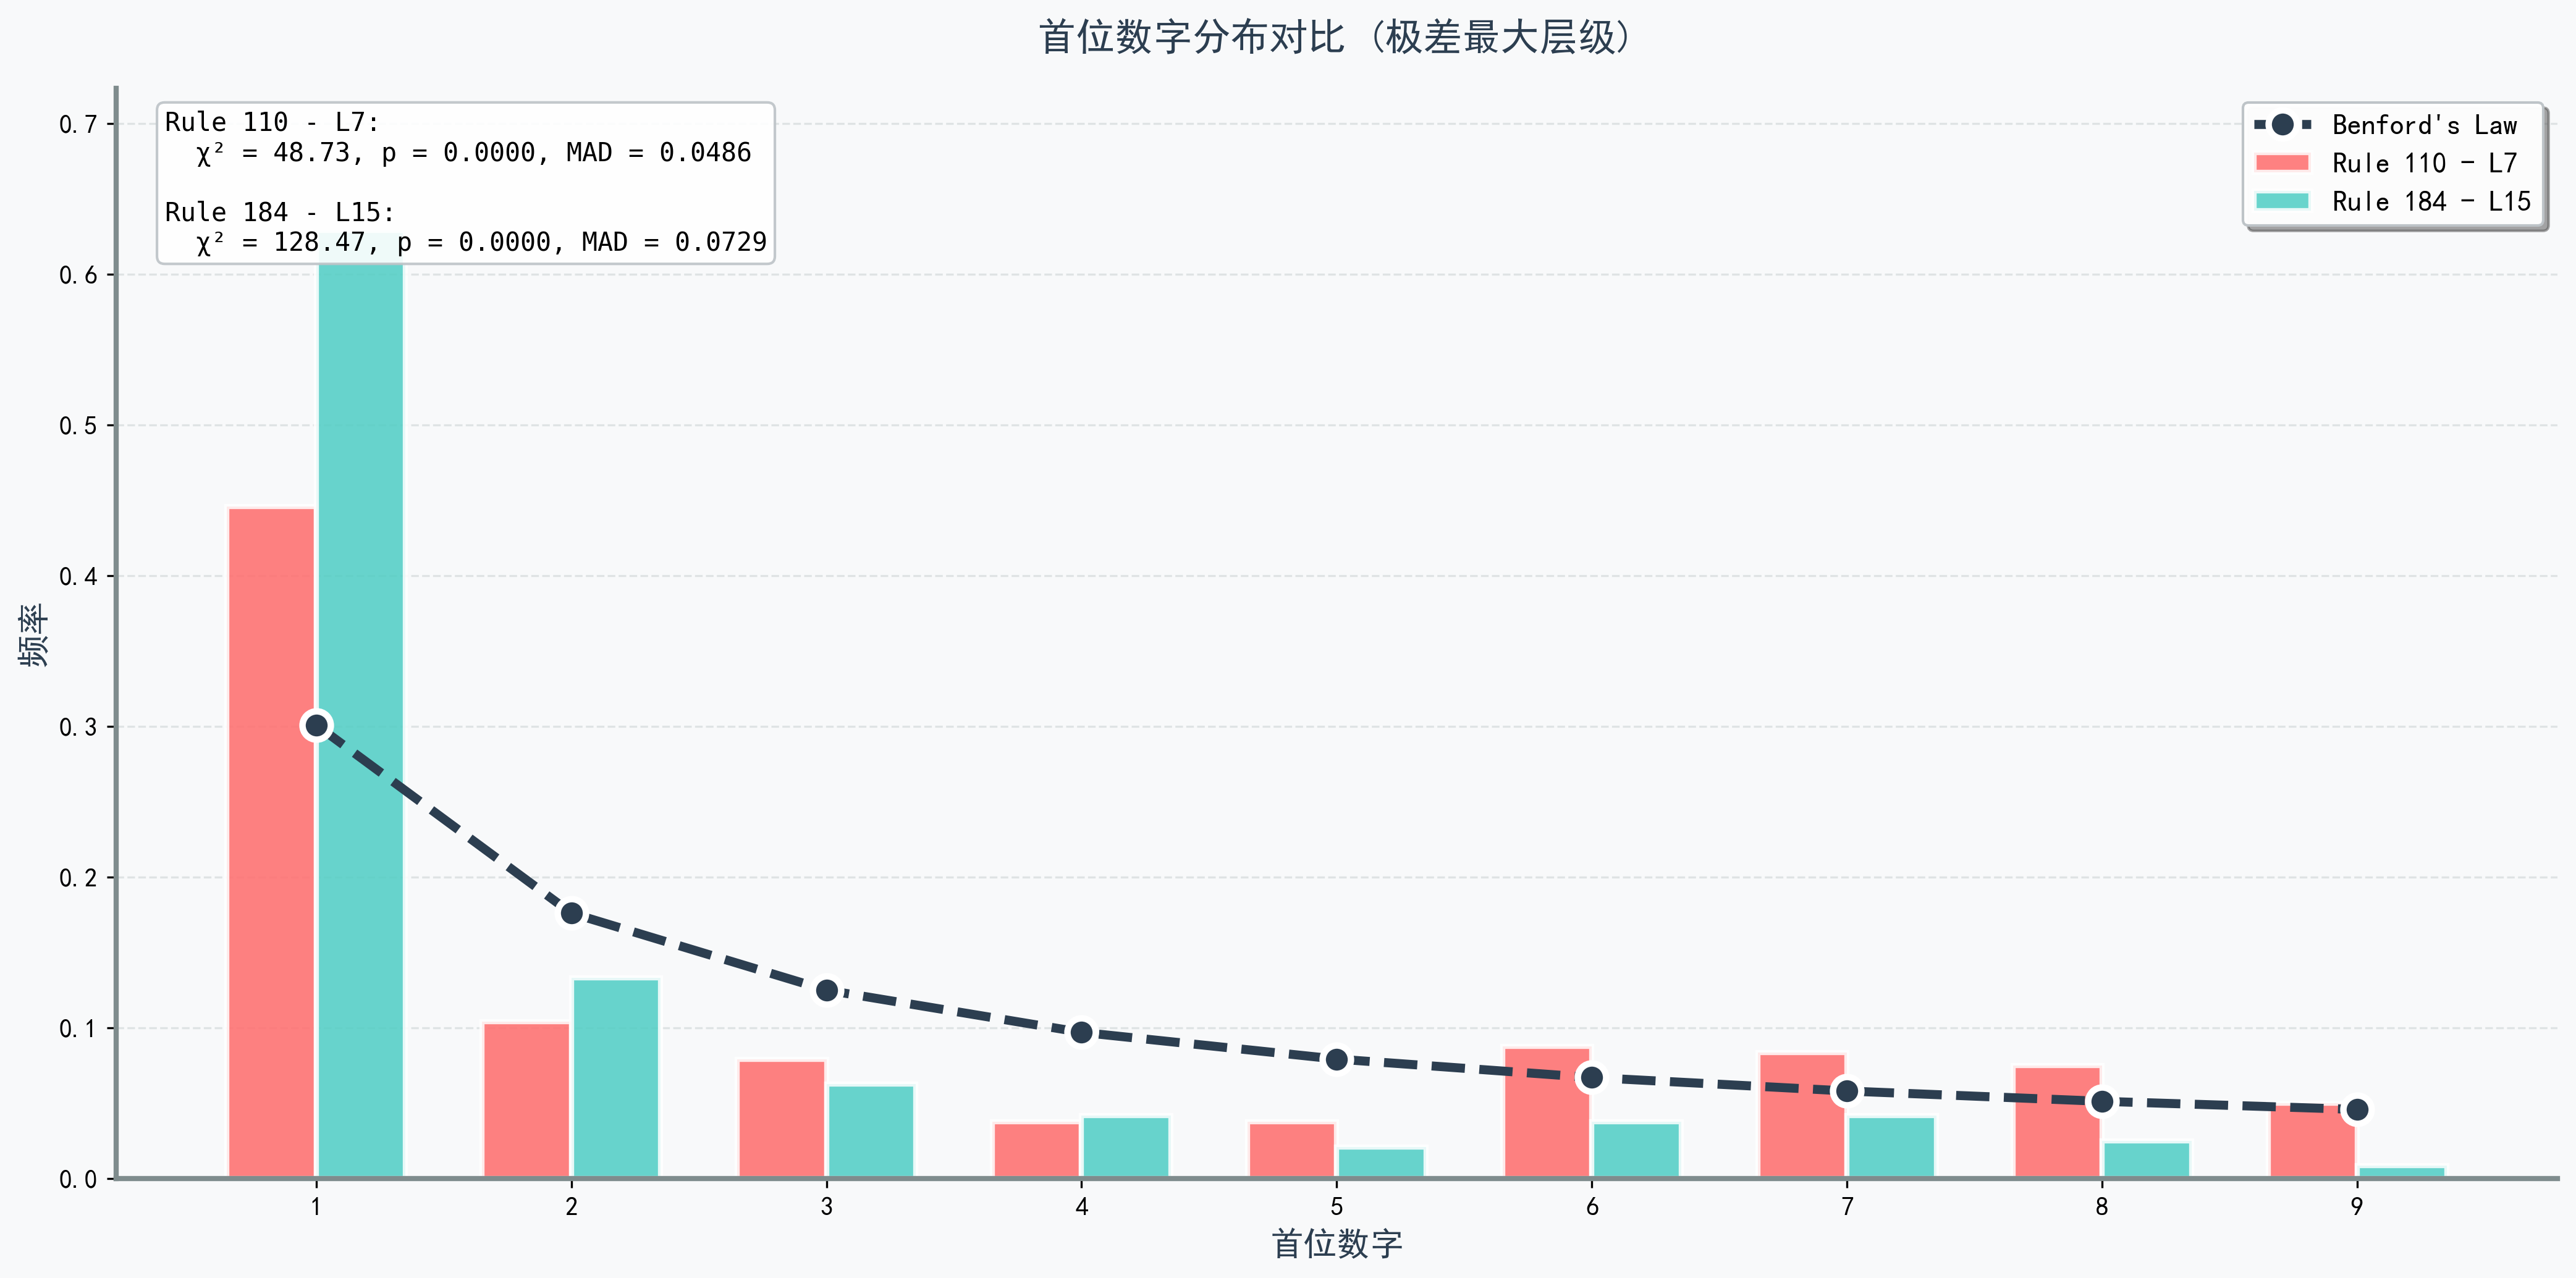 首位数字分布对比 (极差最大层级)
Rule 110 - L7:
χ² = 48.73, p = 0.0000, MAD = 0.0486
Rule 184 - L15:
χ² = 128.47, p = 0.0000, MAD = 0.0729
Benford's Law
Rule 110 - L7
Rule 184 - L15
频率
0.7
0.6
0.5
0.4
0.3
0.2
0.1
0.0
1 2 3 4 5 6 7 8 9
首位数字